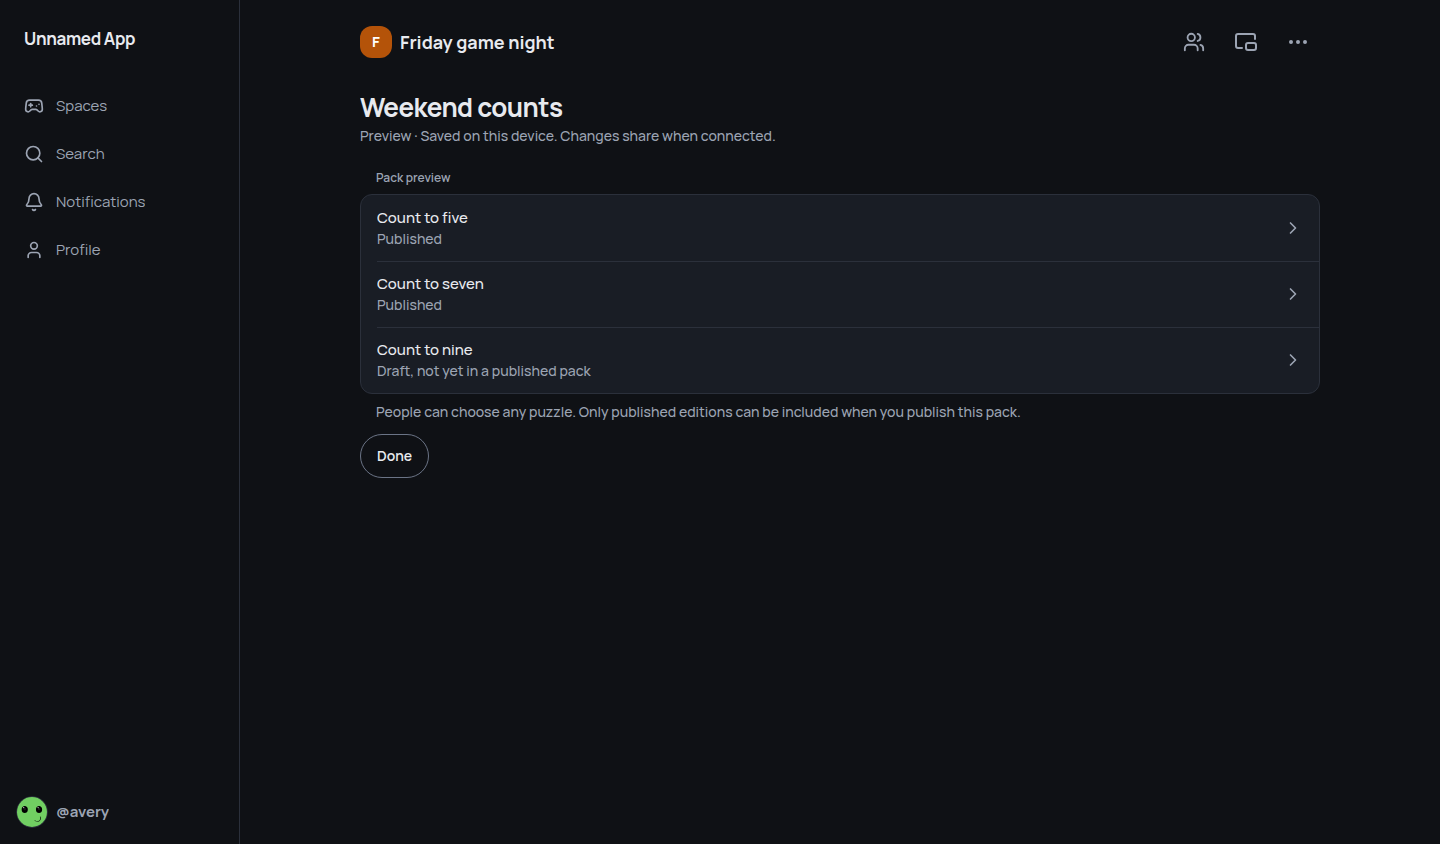 Unnamed App
Spaces
Search
Notifications
Profile
@avery
F
Friday game night
Weekend counts
Preview · Saved on this device. Changes share when connected.
Pack preview
Count to five
Published
Count to seven
Published
Count to nine
Draft, not yet in a published pack
People can choose any puzzle. Only published editions can be included when you publish this pack.
Done